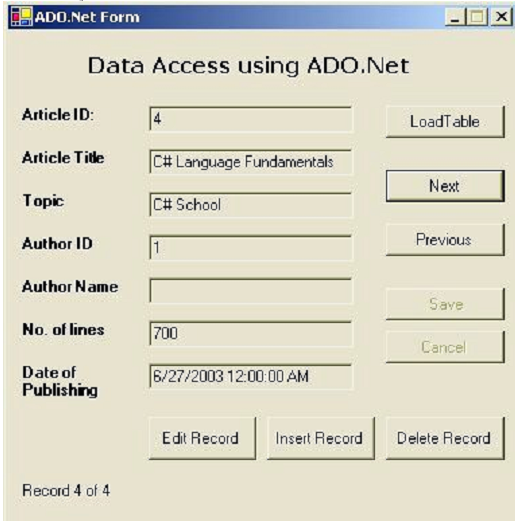 ADO.Net Form
Data Access using ADO.Net
Article ID: 4 LoadTable
Article Title C# Language Fundamentals
Next
Topic C# School
Author ID 1 Previous
Author Name
Save
No. of lines 700
Cancel
Date of Publishing 6/27/2003 12:00:00 AM
Edit Record Insert Record Delete Record
Record 4 of 4